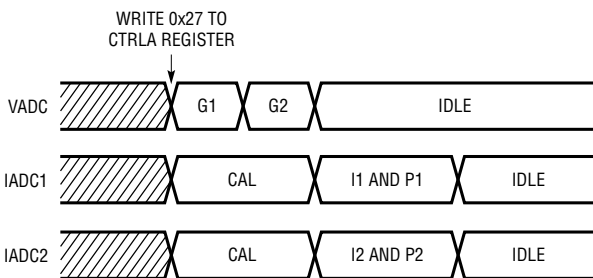 WRITE 0x27 TO
CTRLA REGISTER
VADC G1 G2 IDLE
IADC1 CAL I1 AND P1 IDLE
IADC2 CAL I2 AND P2 IDLE